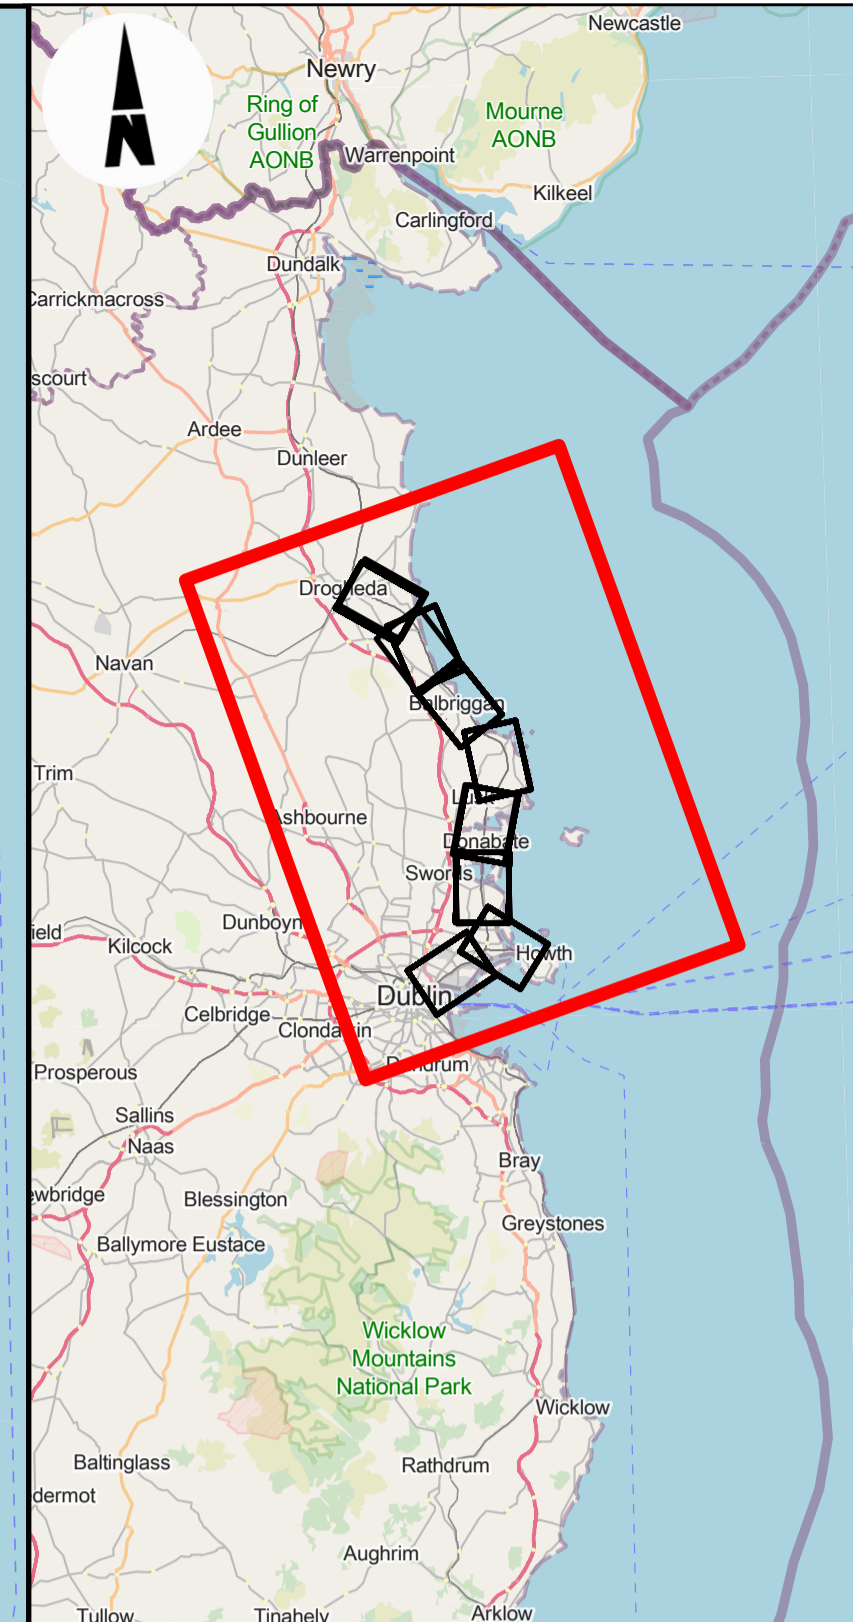 Newcastle
Newry
Ring of
Gullion
AONB
Mourne
AONB
Warrenpoint
Kilkeel
Carlingford
Dundalk
Carrickmacross
scourt
Ardee
Dunleer
Drogheda
Navan
Balbriggan
Trim
Lusk
Ashbourne
Donabate
Swords
Dunboyn
ield
Kilcock
Howth
Dublin
Celbridge
Clondalkin
Dundrum
Prosperous
Sallins
Naas
Bray
ewbridge
Blessington
Greystones
Ballymore Eustace
Wicklow
Mountains
National Park
Wicklow
Baltinglass
Rathdrum
dermot
Aughrim
Tullow
Tinahely
Arklow
N